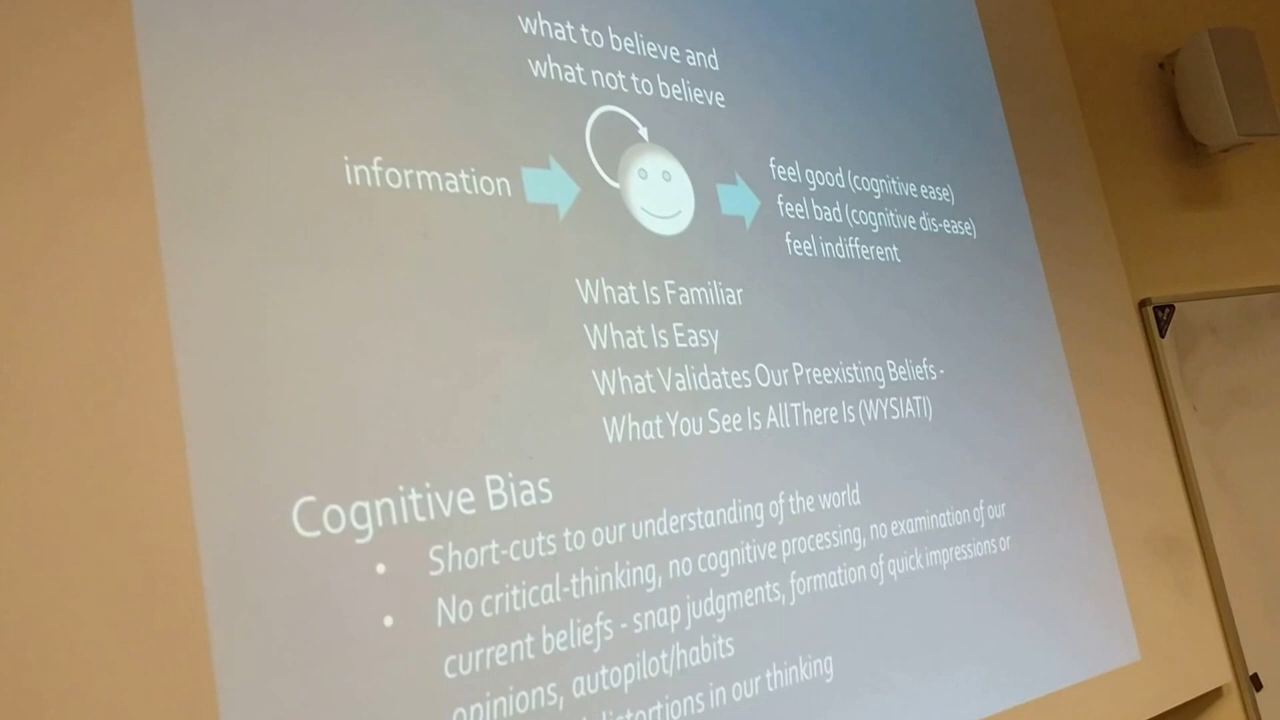 what to believe and
what not to believe
information
feel good (cognitive ease)
feel bad (cognitive dis-ease)
feel indifferent
What Is Familiar
What Is Easy
What Validates Our Preexisting Beliefs -
What You See Is All There Is (WYSIATI)
Cognitive Bias
• Short-cuts to our understanding of the world
• No critical-thinking, no cognitive processing, no examination of our
current beliefs - snap judgments, formation of quick impressions or
opinions, autopilot/habits
distortions in our thinking